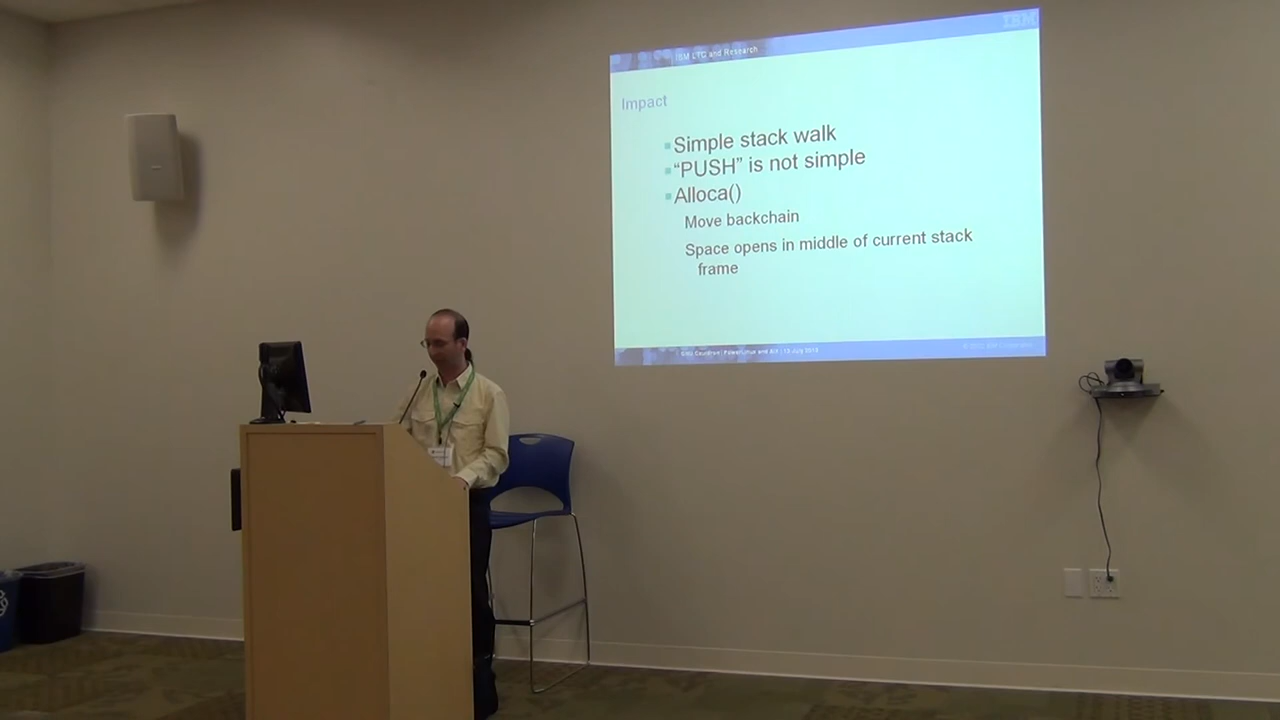 IBM
IBM LTC and Research
Impact
Simple stack walk
“PUSH” is not simple
Alloca()
Move backchain
Space opens in middle of current stack
frame